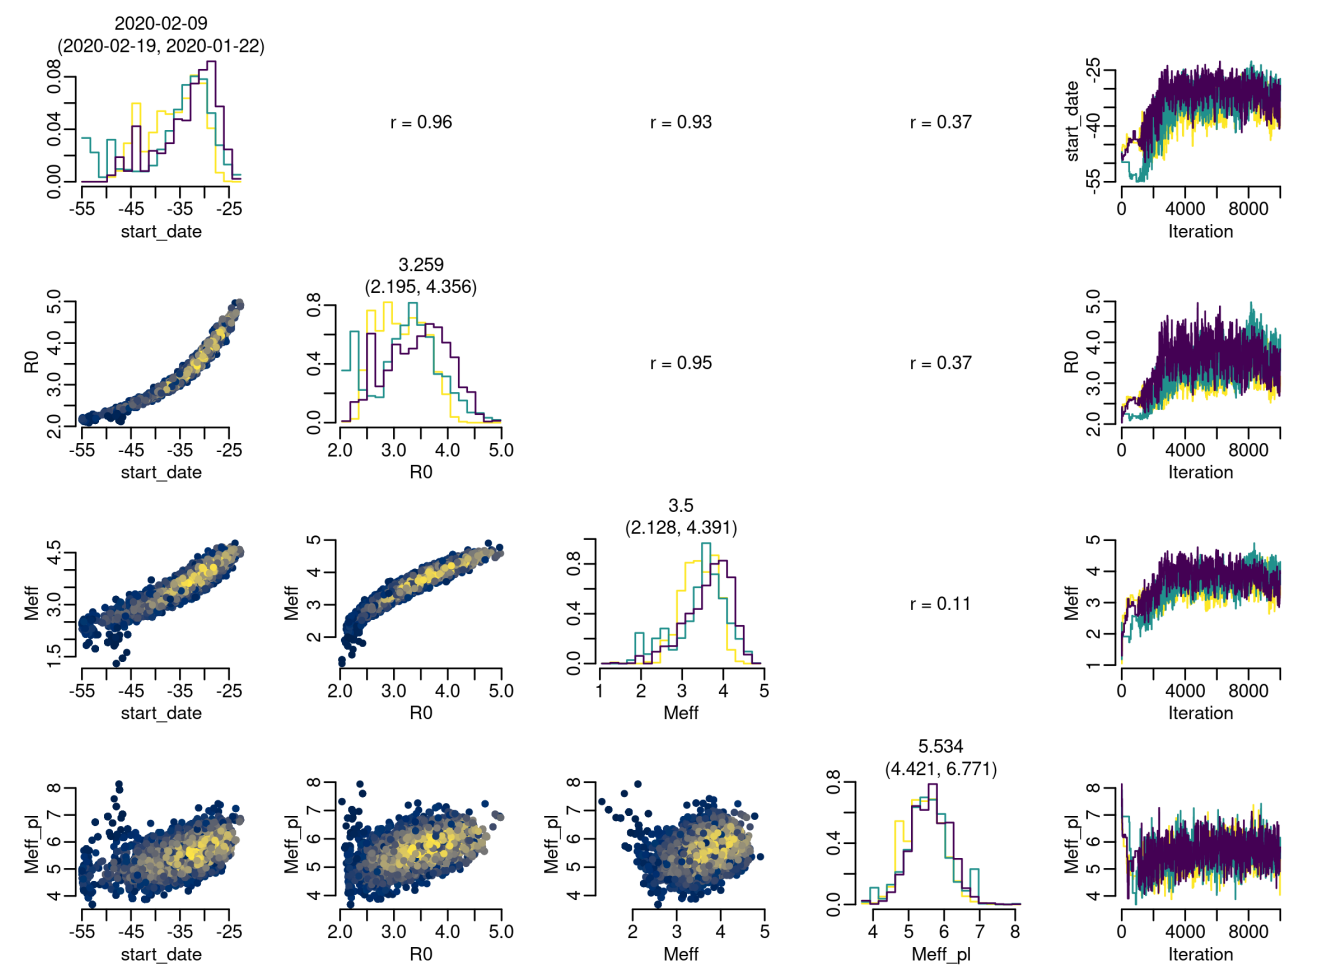 2020-02-09
(2020-02-19, 2020-01-22)
0.00 0.04 0.08
-55 -45 -35 -25
start_date
r = 0.96
r = 0.93
r = 0.37
start_date
-55 -40 -25
0 4000 8000
Iteration
R0
2.0 3.0 4.0 5.0
-55 -45 -35 -25
start_date
3.259
(2.195, 4.356)
0.0 0.4 0.8
2.0 3.0 4.0 5.0
R0
r = 0.95
r = 0.37
R0
2.0 3.0 4.0 5.0
0 4000 8000
Iteration
Meff
1.5 3.0 4.5
-55 -45 -35 -25
start_date
Meff
2 3 4 5
2.0 3.0 4.0 5.0
R0
3.5
(2.128, 4.391)
0.0 0.4 0.8
1 2 3 4 5
Meff
r = 0.11
Meff
1 2 3 4 5
0 4000 8000
Iteration
Meff_pl
4 5 6 7 8
-55 -45 -35 -25
start_date
Meff_pl
4 5 6 7 8
2.0 3.0 4.0 5.0
R0
Meff_pl
4 5 6 7 8
2 3 4 5
Meff
5.534
(4.421, 6.771)
0.0 0.4 0.8
4 5 6 7 8
Meff_pl
Meff_pl
4 5 6 7 8
0 4000 8000
Iteration